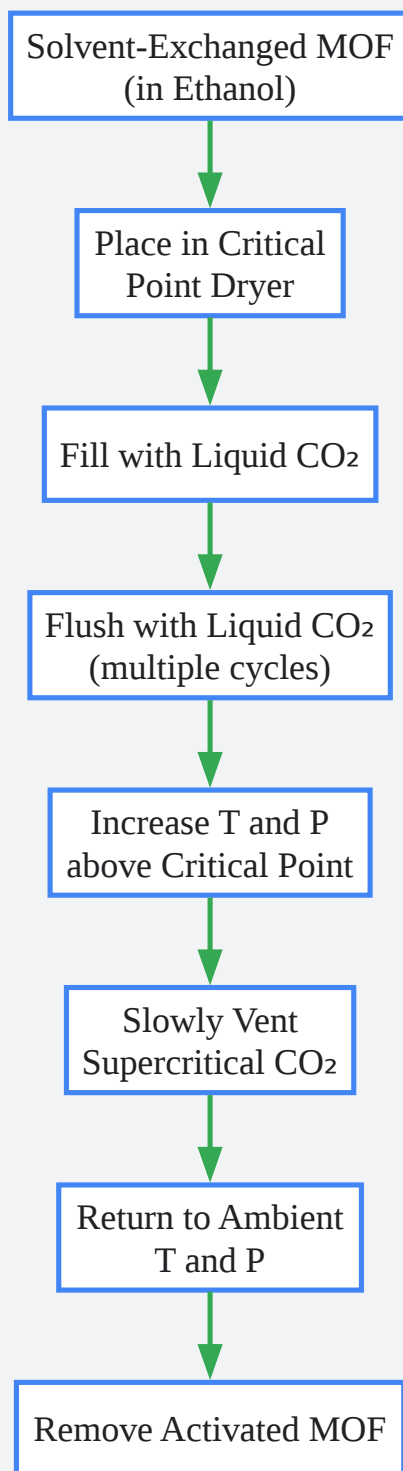 Solvent-Exchanged MOF
(in Ethanol)
Place in Critical
Point Dryer
Fill with Liquid CO₂
Flush with Liquid CO₂
(multiple cycles)
Increase T and P
above Critical Point
Slowly Vent
Supercritical CO₂
Return to Ambient
T and P
Remove Activated MOF